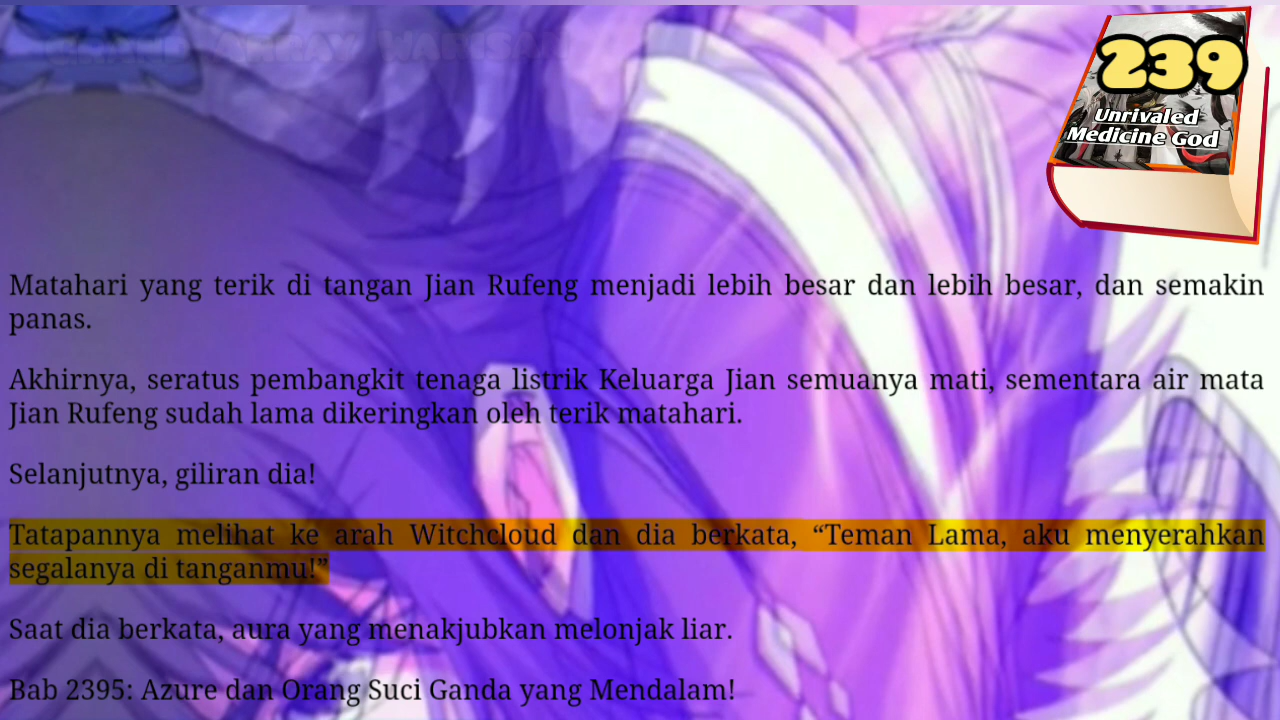 239
Unrivaled
Medicine God
Matahari yang terik di tangan Jian Rufeng menjadi lebih besar dan lebih besar, dan semakin
panas.
Akhirnya, seratus pembangkit tenaga listrik Keluarga Jian semuanya mati, sementara air mata
Jian Rufeng sudah lama dikeringkan oleh terik matahari.
Selanjutnya, giliran dia!
Tatapannya melihat ke arah Witchcloud dan dia berkata, “Teman Lama, aku menyerahkan
segalanya di tanganmu!”
Saat dia berkata, aura yang menakjubkan melonjak liar.
Bab 2395: Azure dan Orang Suci Ganda yang Mendalam!